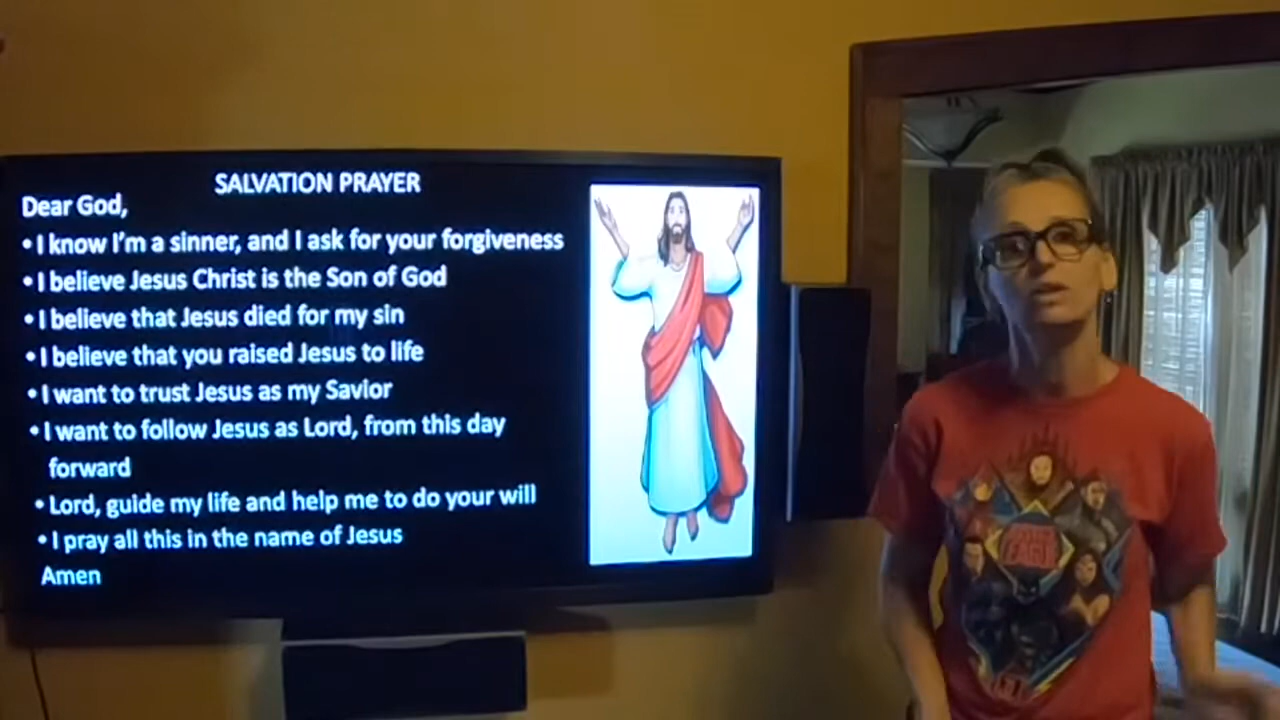 SALVATION PRAYER
Dear God,
• I know I'm a sinner, and I ask for your forgiveness
• I believe Jesus Christ is the Son of God
• I believe that Jesus died for my sin
• I believe that you raised Jesus to life
• I want to trust Jesus as my Savior
• I want to follow Jesus as Lord, from this day
forward
• Lord, guide my life and help me to do your will
• I pray all this in the name of Jesus
Amen
LEAGUE